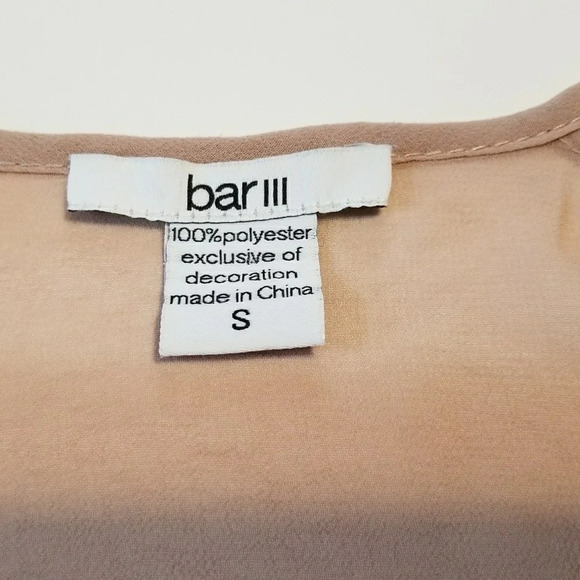 bar III
100%polyester
exclusive of
decoration
made in China
S